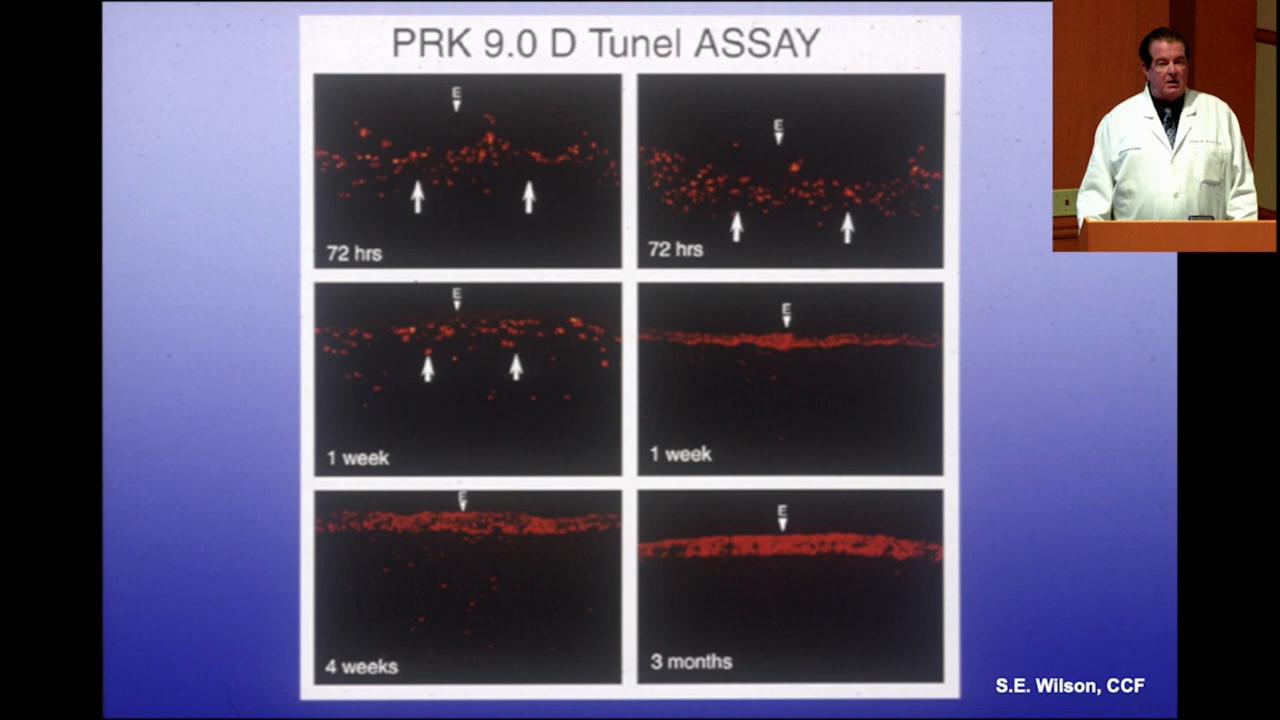 PRK 9.0 D Tunel ASSAY
E
72 hrs
E
72 hrs
E
1 week
E
1 week
E
4 weeks
E
3 months
S.E. Wilson, CCF